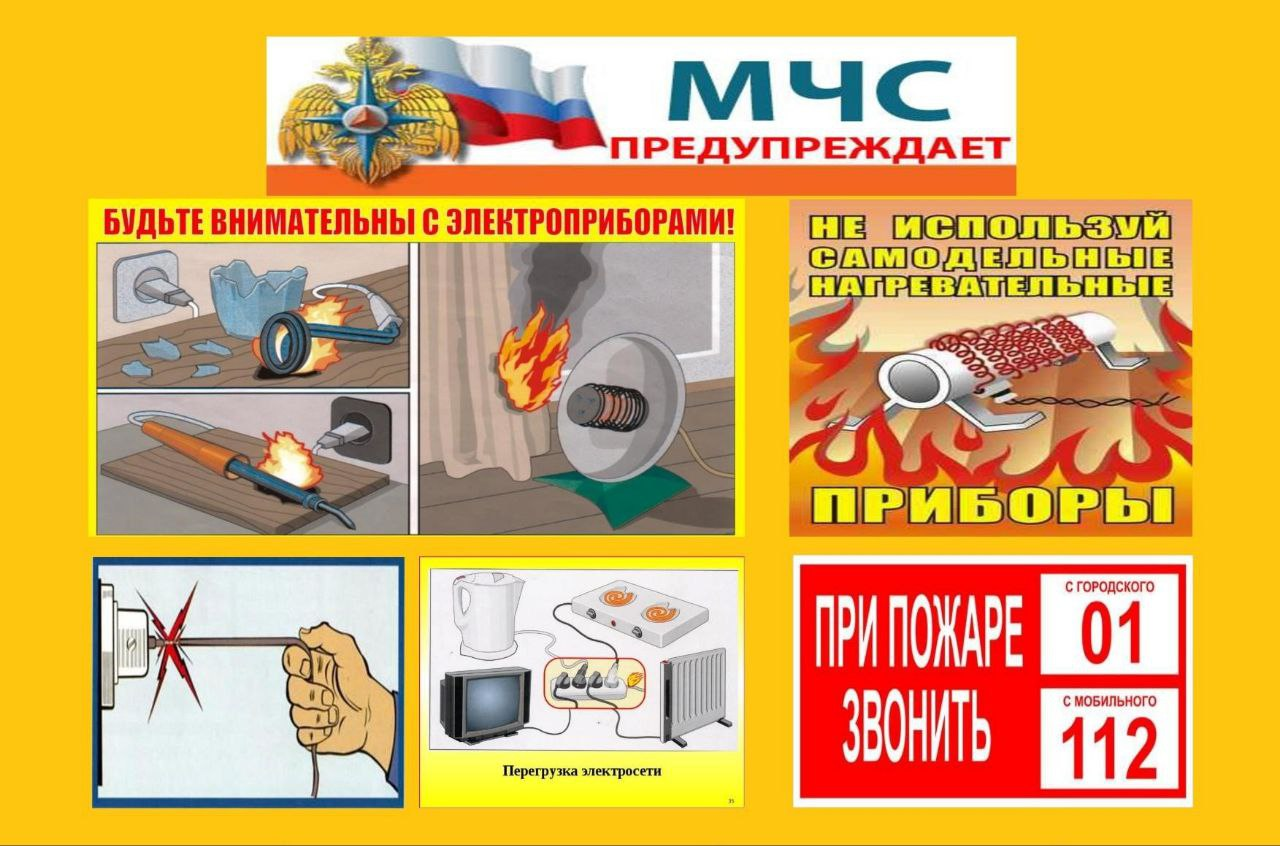 МЧС
ПРЕДУПРЕЖДАЕТ
БУДЬТЕ ВНИМАТЕЛЬНЫ С ЭЛЕКТРОПРИБОРАМИ!
НЕ ИСПОЛЬЗУЙ
САМОДЕЛЬНЫЕ
НАГРЕВАТЕЛЬНЫЕ
ПРИБОРЫ
Перегрузка электросети
35
ПРИ ПОЖАРЕ
ЗВОНИТЬ
С ГОРОДСКОГО
01
С МОБИЛЬНОГО
112